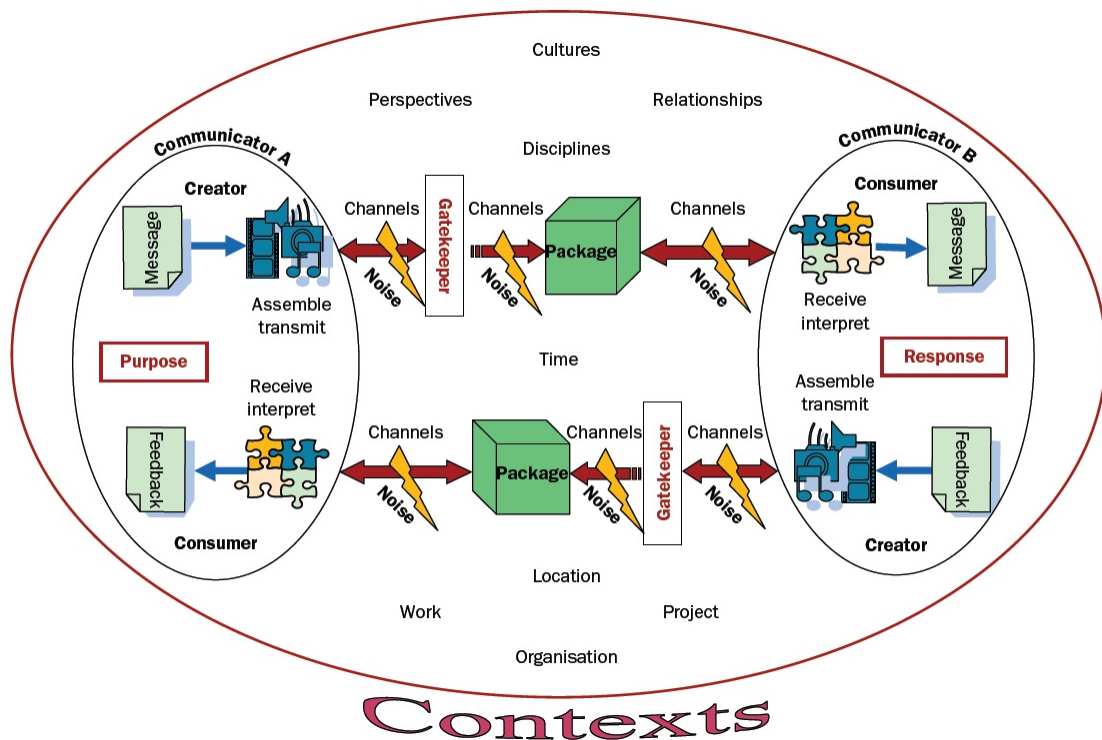 Cultures
Perspectives
Relationships
Disciplines
Communicator A
Communicator B
Creator
Consumer
Message
Assemble
transmit
Channels
Noise
Gatekeeper
Channels
Noise
Package
Channels
Noise
Receive
interpret
Message
Purpose
Time
Response
Receive
interpret
Assemble
transmit
Feedback
Channels
Noise
Package
Channels
Noise
Gatekeeper
Channels
Noise
Feedback
Consumer
Creator
Location
Work
Project
Organisation
Contexts